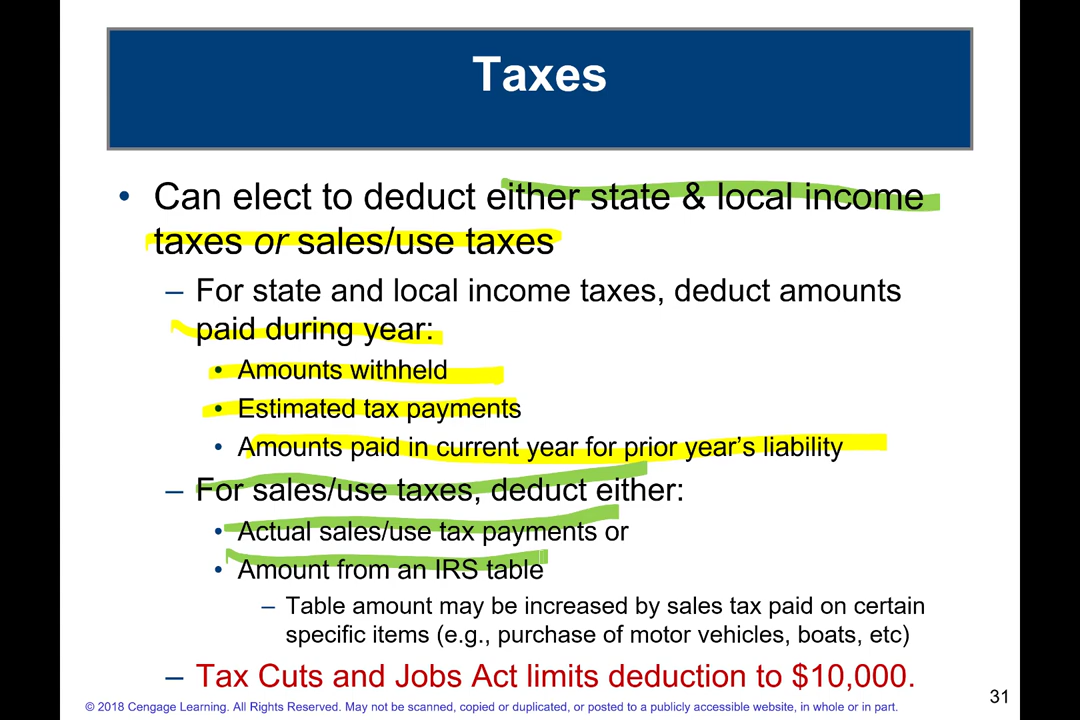 Taxes
• Can elect to deduct either state & local income
taxes or sales/use taxes
– For state and local income taxes, deduct amounts
paid during year:
• Amounts withheld
• Estimated tax payments
• Amounts paid in current year for prior year's liability
– For sales/use taxes, deduct either:
• Actual sales/use tax payments or
• Amount from an IRS table
– Table amount may be increased by sales tax paid on certain
specific items (e.g., purchase of motor vehicles, boats, etc)
– Tax Cuts and Jobs Act limits deduction to $10,000.
© 2018 Cengage Learning. All Rights Reserved. May not be scanned, copied or duplicated, or posted to a publicly accessible website, in whole or in part.
31